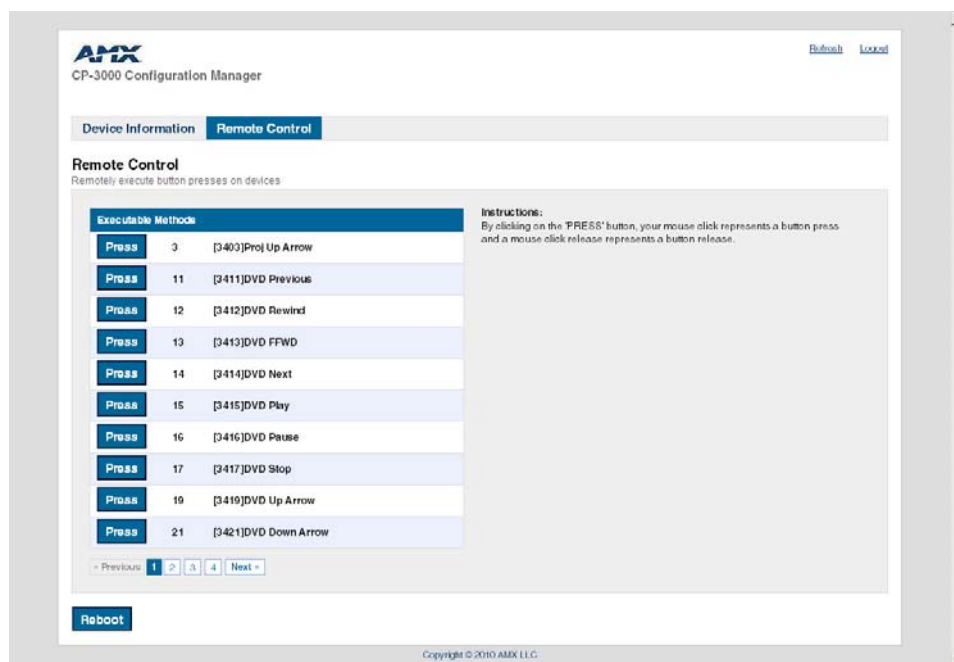 AMX
Refresh Logout
CP-3000 Configuration Manager
Device Information Remote Control
Remote Control
Remotely execute button presses on devices
Executable Methods
Press 3 [3403]Proj Up Arrow
Press 11 [3411]DVD Previous
Press 12 [3412]DVD Rewind
Press 13 [3413]DVD FFWD
Press 14 [3414]DVD Next
Press 15 [3415]DVD Play
Press 16 [3416]DVD Pause
Press 17 [3417]DVD Stop
Press 19 [3419]DVD Up Arrow
Press 21 [3421]DVD Down Arrow
« Previous 1 2 3 4 Next »
Instructions:
By clicking on the 'PRESS' button, your mouse click represents a button press
and a mouse click release represents a button release.
Reboot
Copyright © 2010 AMX LLC